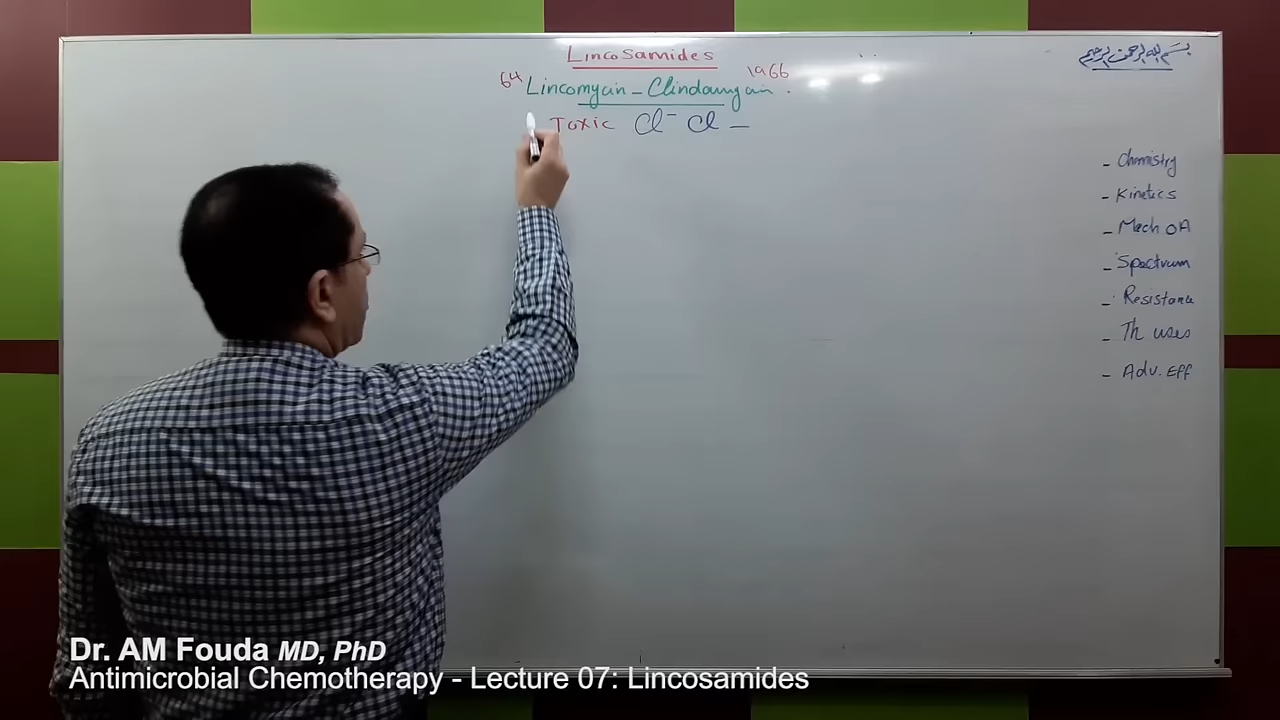 Lincosamides
بسم الله الرحمن الرحيم
64 Lincomycin - Clindamycin . 1966
Toxic Cl⁻ Cl -
- Chemistry
- Kinetics
- Mech OA
- Spectrum
- Resistance
- Th uses
- Adv. Eff
Dr. AM Fouda MD, PhD
Antimicrobial Chemotherapy - Lecture 07: Lincosamides